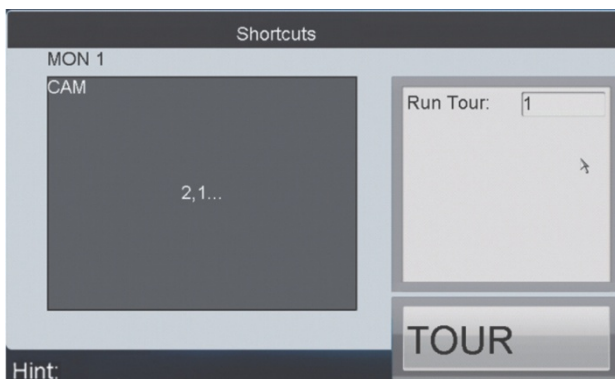 Shortcuts
MON 1
CAM
2,1...
Run Tour:
1
TOUR
Hint: